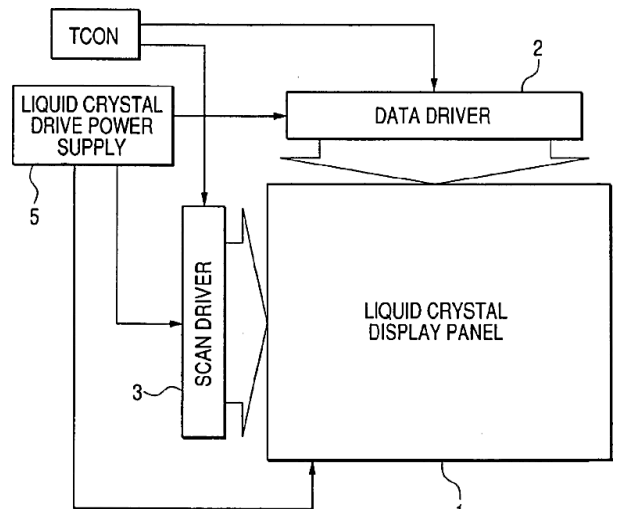 TCON
2
LIQUID CRYSTAL
DRIVE POWER
SUPPLY
DATA DRIVER
5
SCAN DRIVER
LIQUID CRYSTAL
DISPLAY PANEL
3